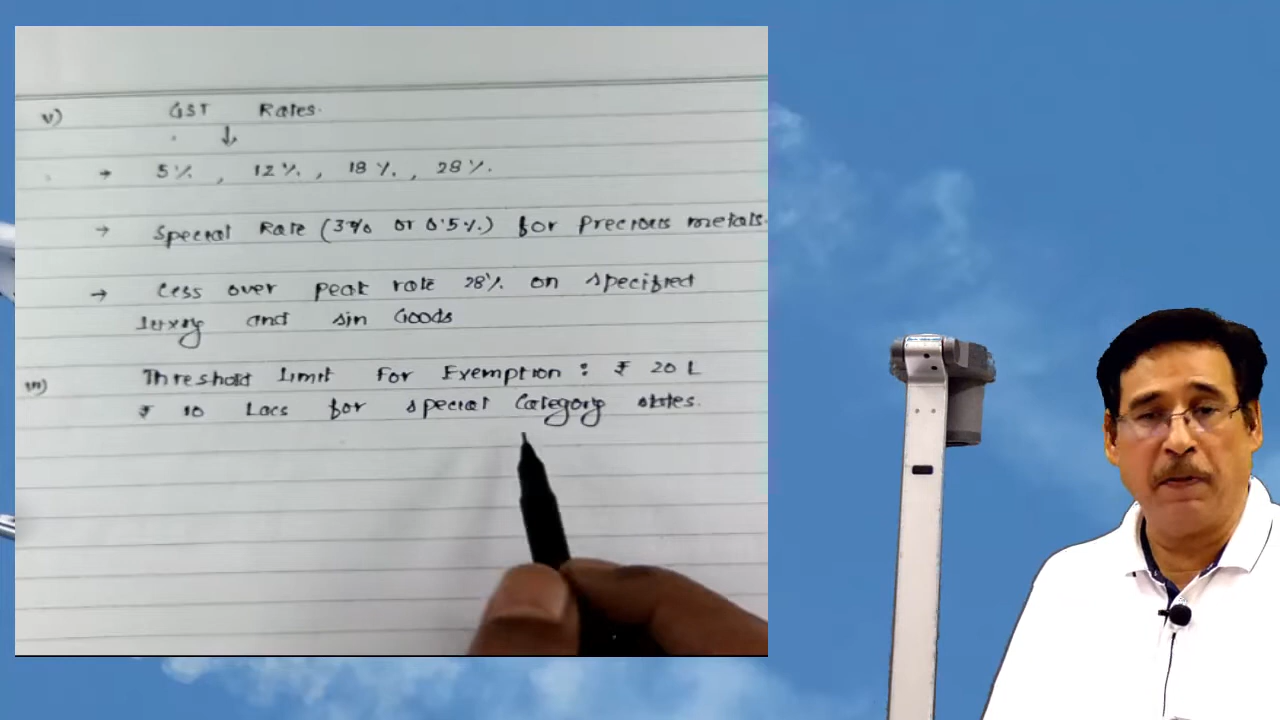 v) GST Rates.
→ 5%, 12%, 18%, 28%.
→ Special Rate (3% or 0.5%) for Precious metals.
→ Cess over peak rate 28% on specified
luxury and sin Goods
Threshold Limit For Exemption : ₹ 20 L
₹ 10 Lacs for special Category states.